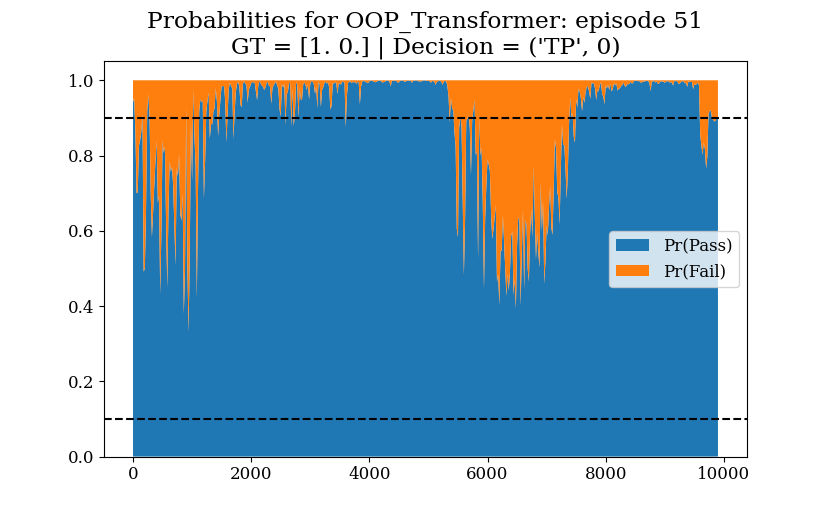 Probabilities for OOP_Transformer: episode 51
GT = [1. 0.] | Decision = ('TP', 0)
1.0
0.8
0.6
0.4
0.2
0.0
Pr(Pass)
Pr(Fail)
0 2000 4000 6000 8000 10000